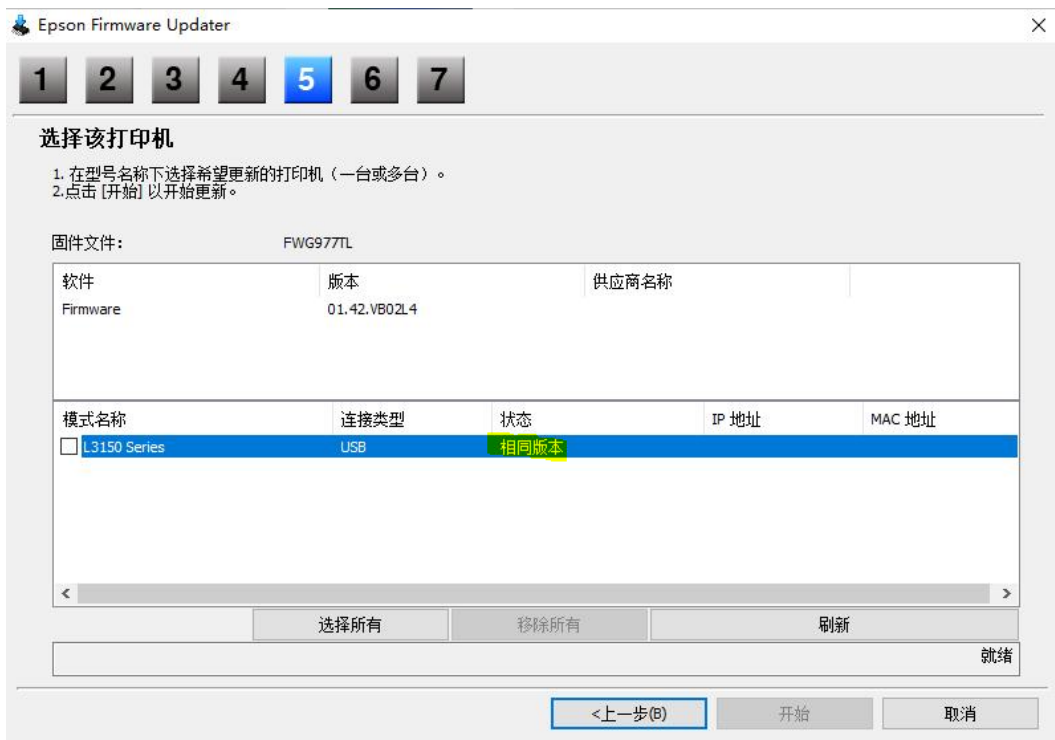 Epson Firmware Updater
1 2 3 4 5 6 7
选择该打印机
1. 在型号名称下选择希望更新的打印机（一台或多台）。
2.点击 [开始] 以开始更新。
固件文件： FWG977TL
软件 版本 供应商名称
Firmware 01.42.VB02L4
模式名称 连接类型 状态 IP 地址 MAC 地址
L3150 Series USB 相同版本
选择所有 移除所有 刷新
就绪
<上一步(B) 开始 取消